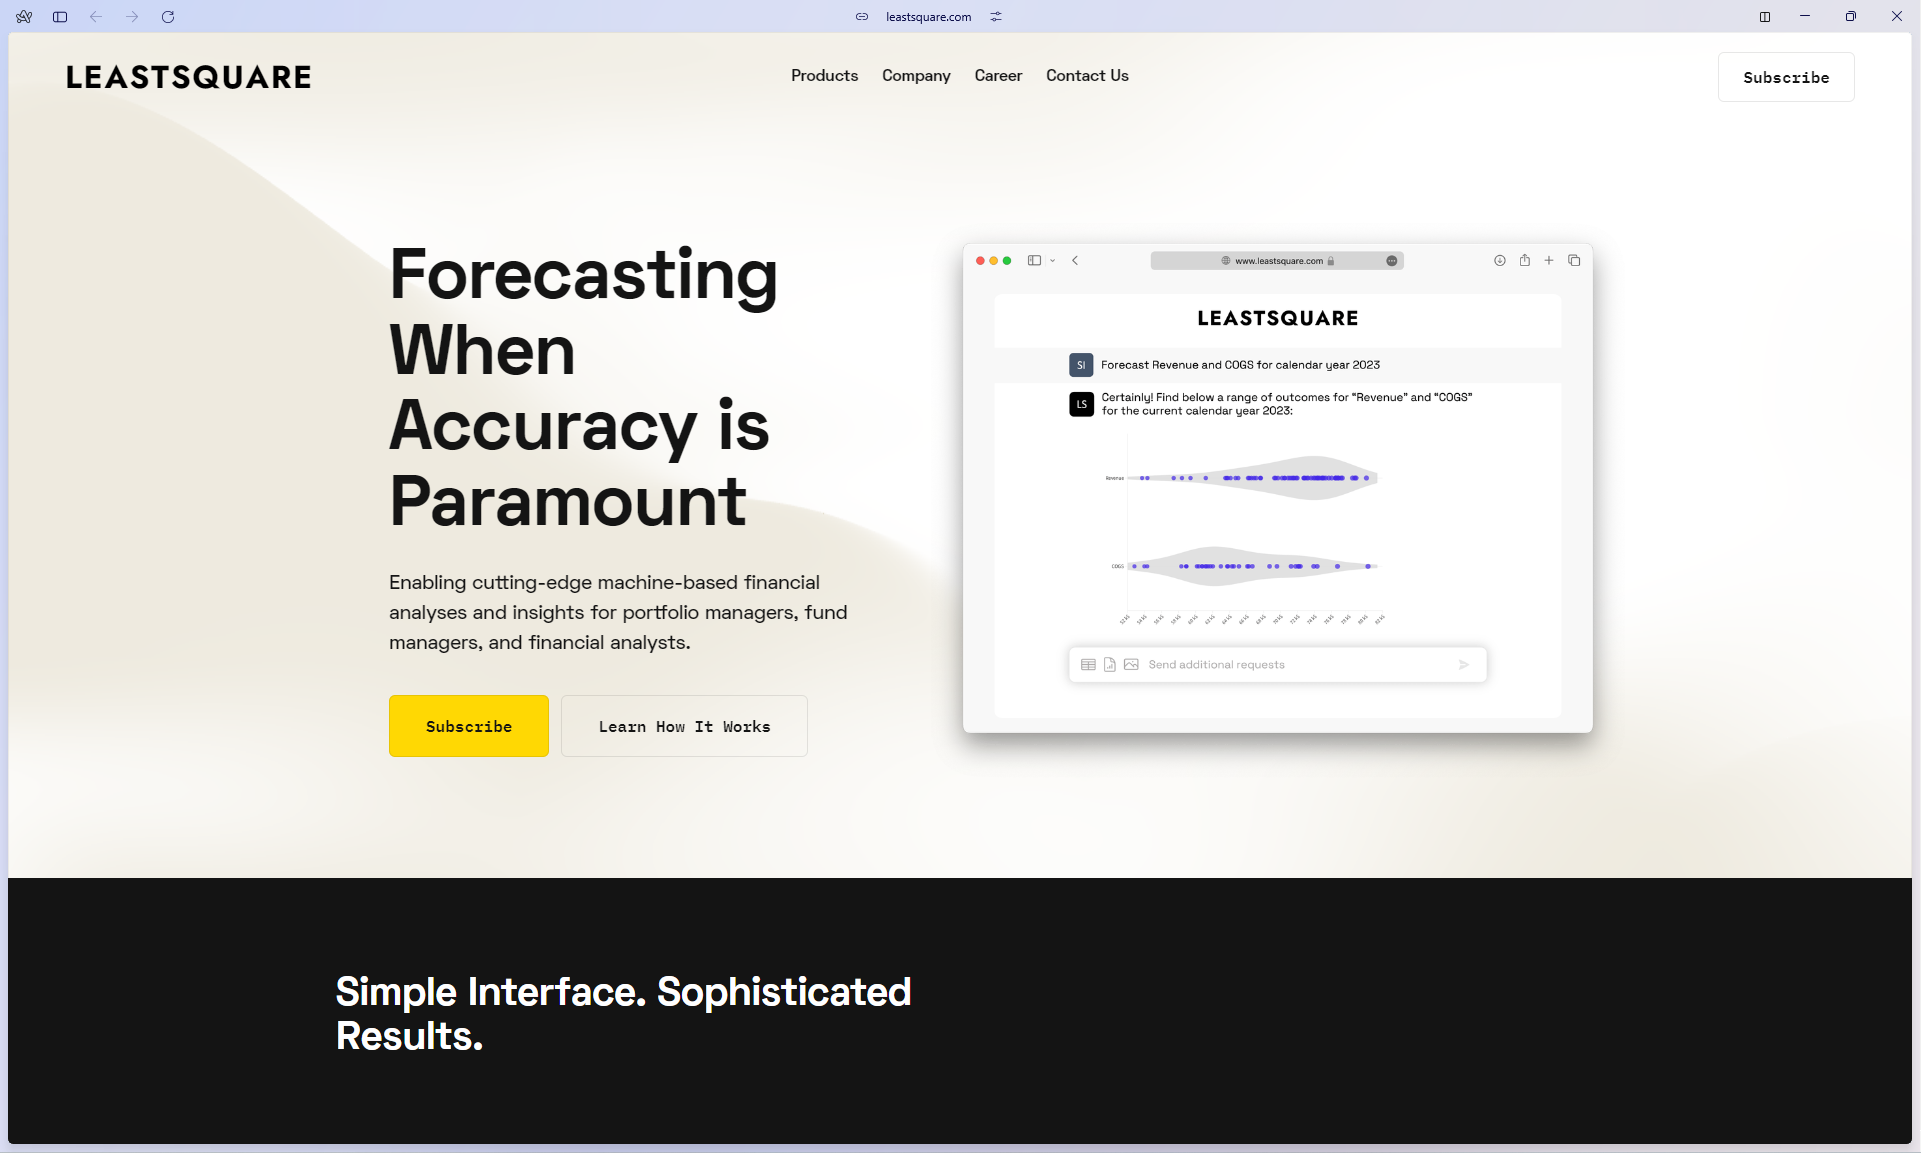 leastsquare.com
LEASTSQUARE
Products Company Career Contact Us
Subscribe
Forecasting
When
Accuracy is
Paramount
Enabling cutting-edge machine-based financial
analyses and insights for portfolio managers, fund
managers, and financial analysts.
Subscribe
Learn How It Works
www.leastsquare.com
LEASTSQUARE
SI
Forecast Revenue and COGS for calendar year 2023
LS
Certainly! Find below a range of outcomes for “Revenue” and “COGS”
for the current calendar year 2023:
Revenue
COGS
Send additional requests
Simple Interface. Sophisticated
Results.